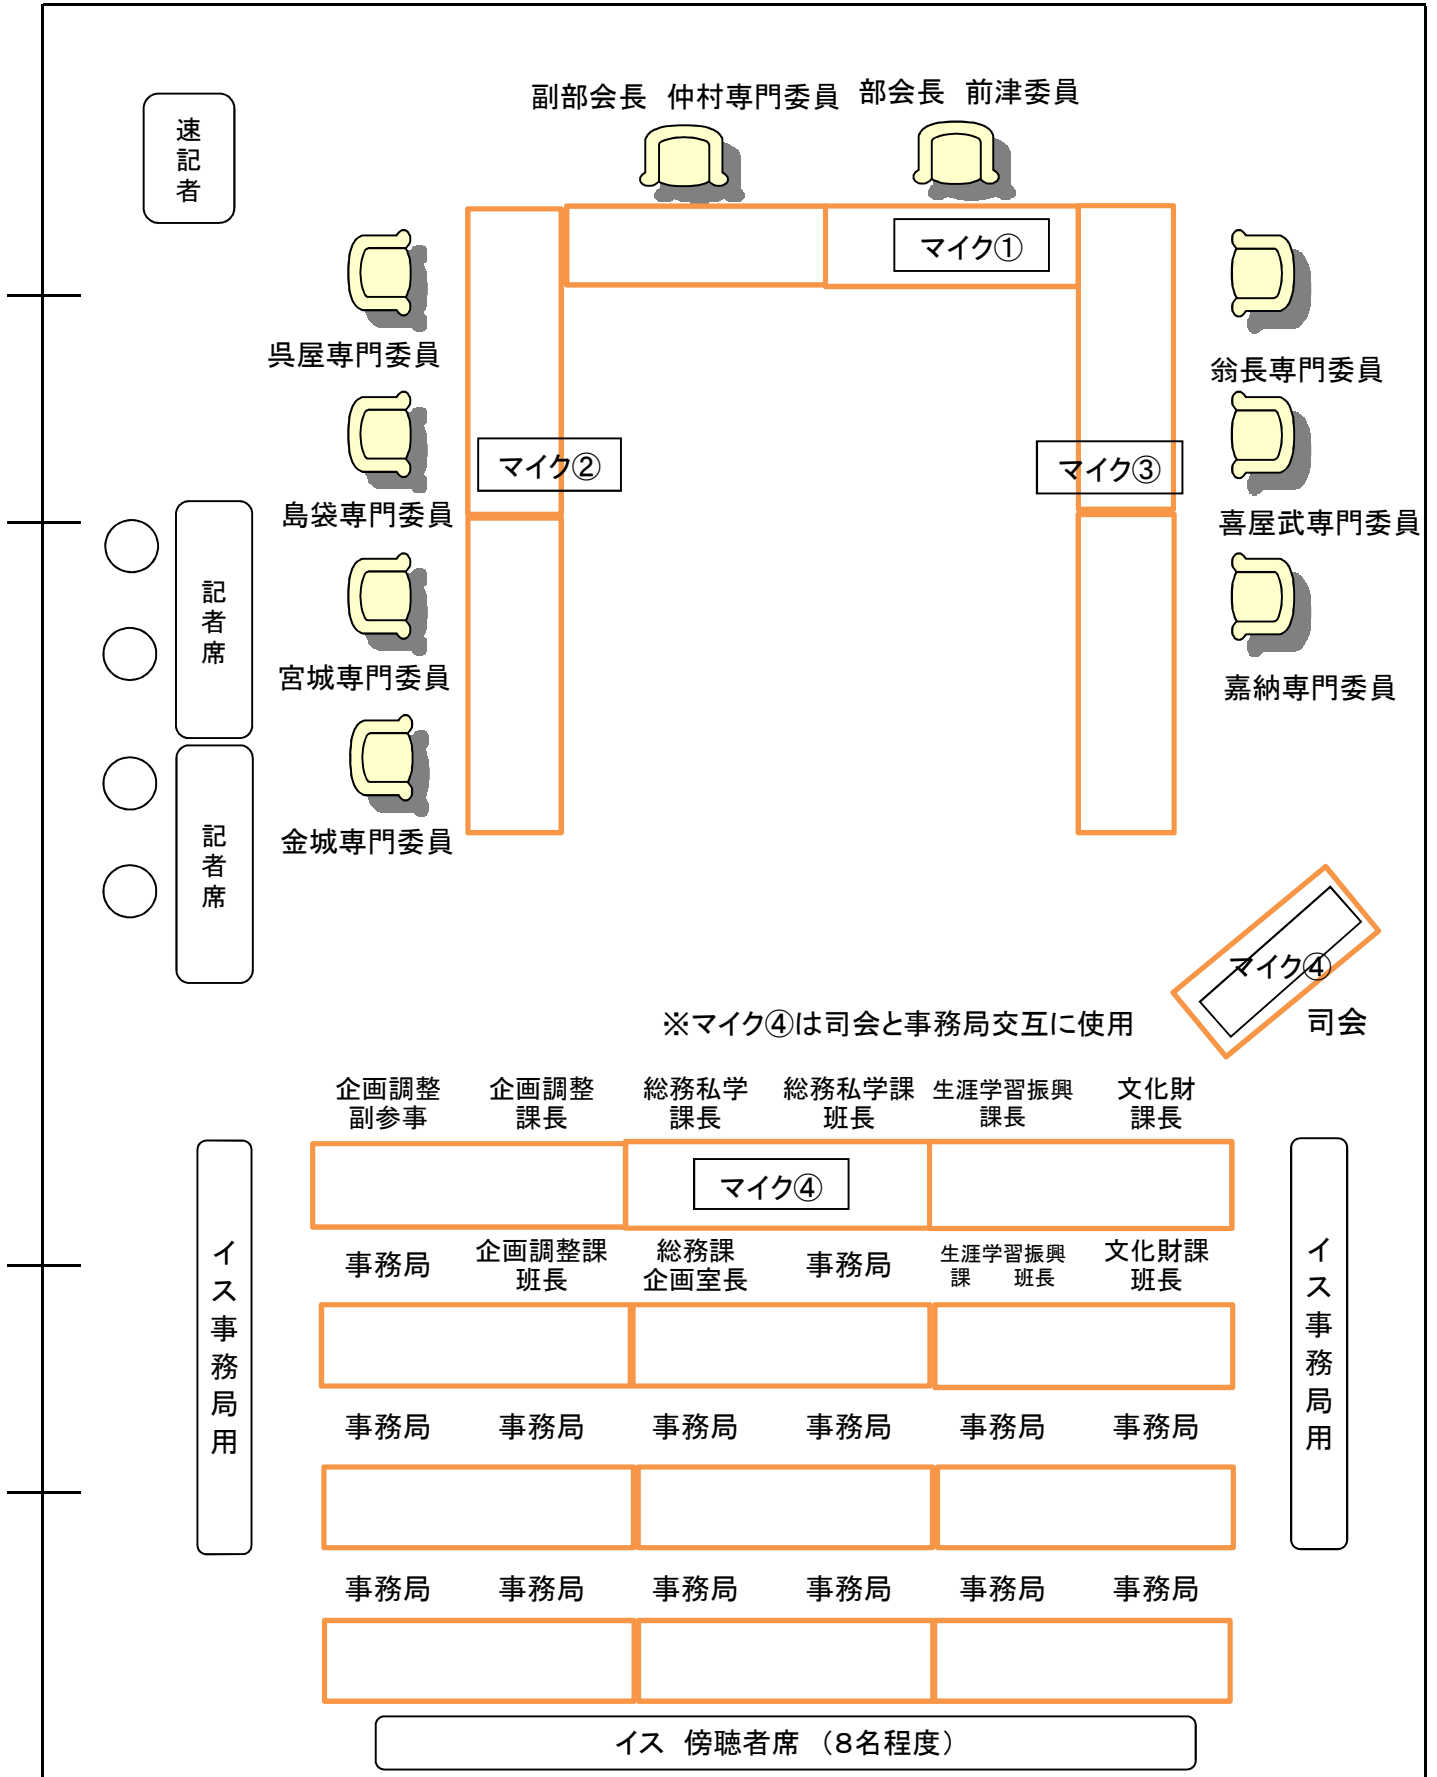 副部会長 仲村専門委員
部会長 前津委員
速記者
マイク①
呉屋専門委員
翁長専門委員
マイク②
マイク③
島袋専門委員
喜屋武専門委員
記者席
宮城専門委員
嘉納専門委員
記者席
金城専門委員
マイク④
司会
※マイク④は司会と事務局交互に使用
企画調整
副参事
企画調整
課長
総務私学
課長
総務私学課
班長
生涯学習振興
課長
文化財
課長
マイク④
イス事務局用
イス事務局用
事務局
企画調整課
班長
総務課
企画室長
事務局
生涯学習振興
課 班長
文化財課
班長
事務局 事務局 事務局 事務局 事務局 事務局
事務局 事務局 事務局 事務局 事務局 事務局
イス 傍聴者席 （８名程度）